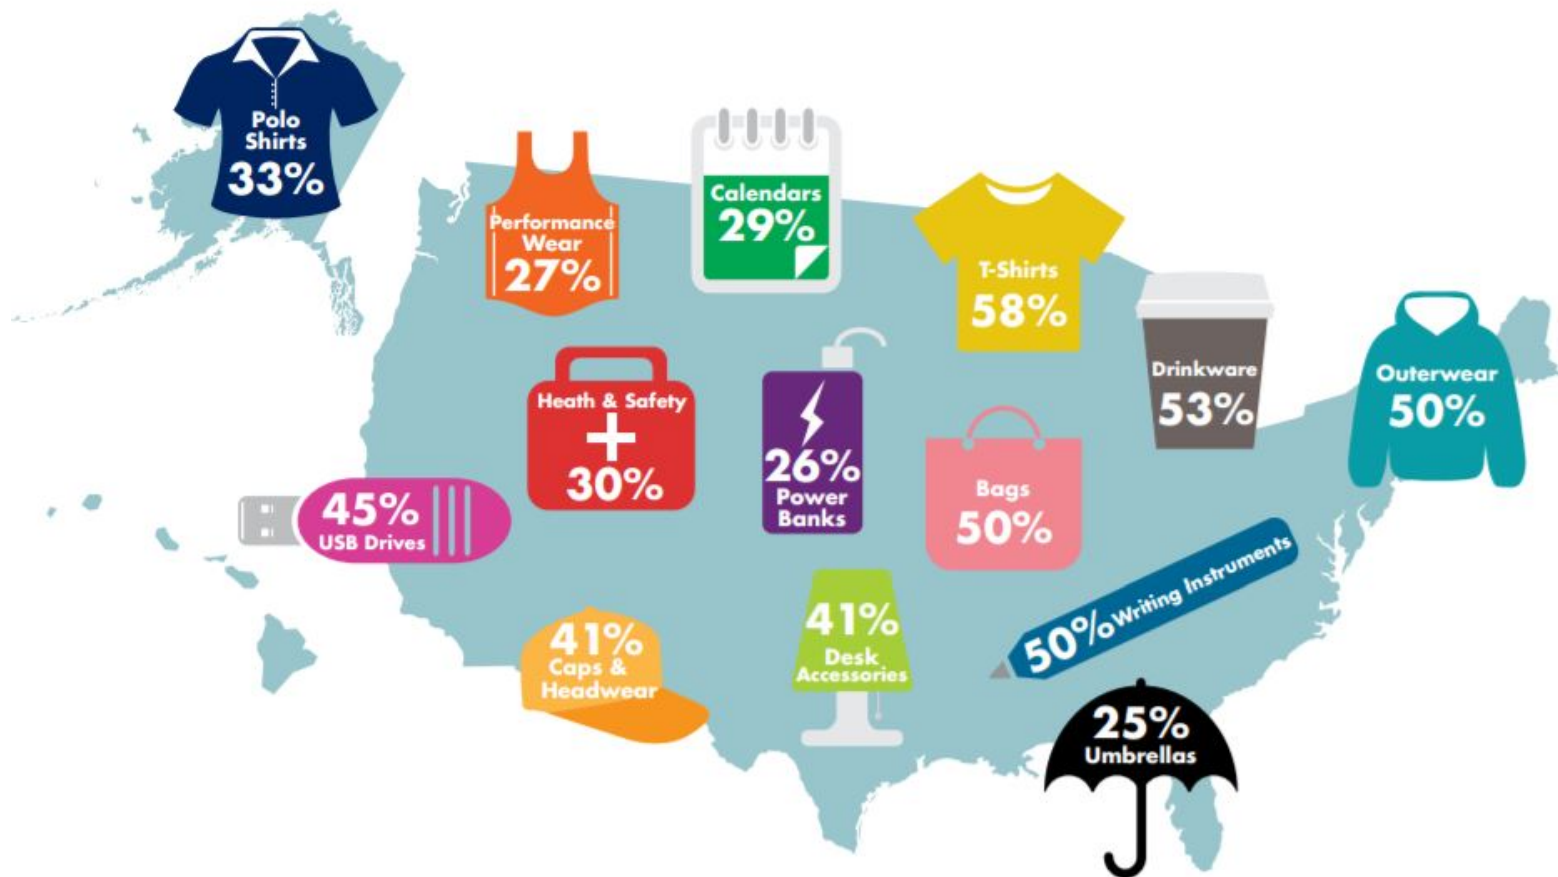 Polo
Shirts
33%
Performance
Wear
27%
Calendars
29%
T-Shirts
58%
Drinkware
53%
Outerwear
50%
Heath & Safety
30%
26%
Power
Banks
Bags
50%
45%
USB Drives
50% Writing Instruments
41%
Caps &
Headwear
41%
Desk
Accessories
25%
Umbrellas